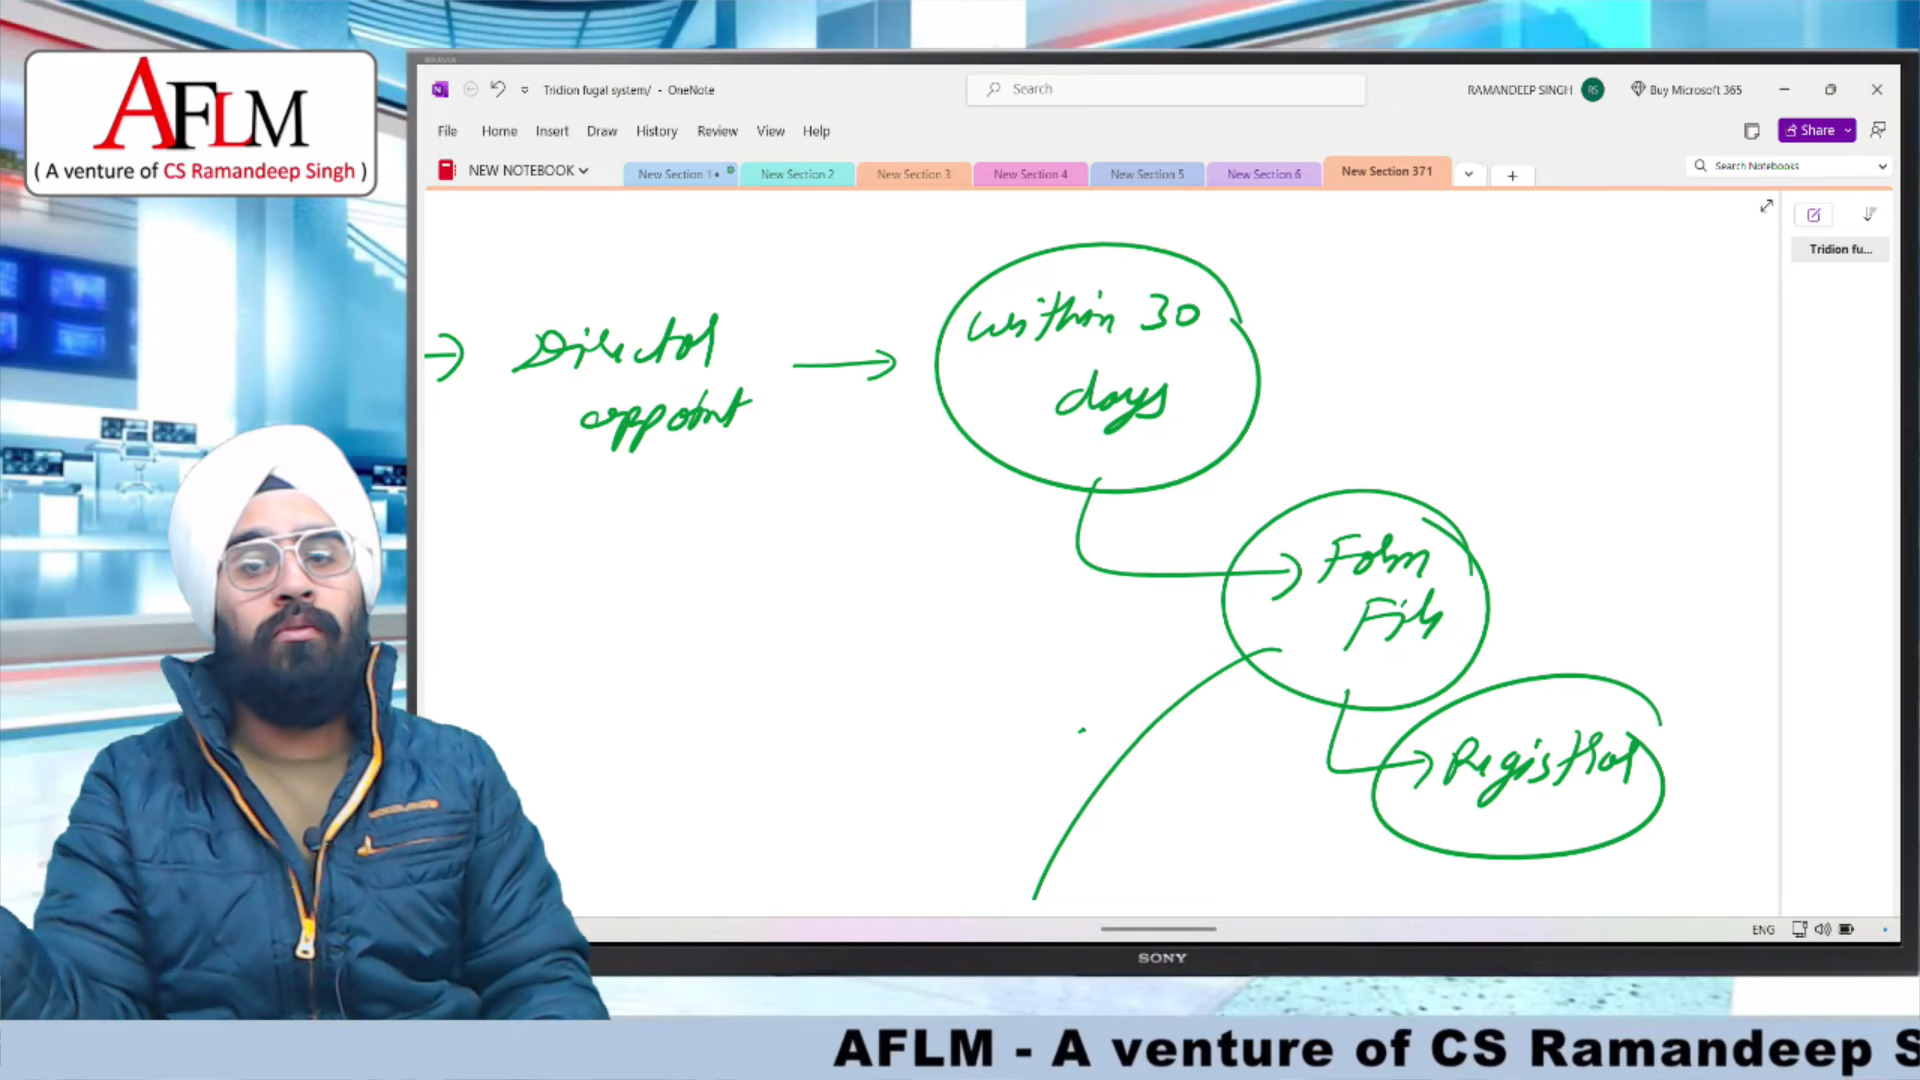 AFLM
( A venture of CS Ramandeep Singh )
BRAVIA
Tridion fugal system/ - OneNote
Search
RAMANDEEP SINGH
RS
Buy Microsoft 365
File Home Insert Draw History Review View Help
Share
NEW NOTEBOOK
New Section 1
New Section 2
New Section 3
New Section 4
New Section 5
New Section 6
New Section 371
+
Search Notebooks
Tridion fu...
Director
appoint
within 30
days
Form
File
Registrar
ENG
SONY
AFLM - A venture of CS Ramandeep S